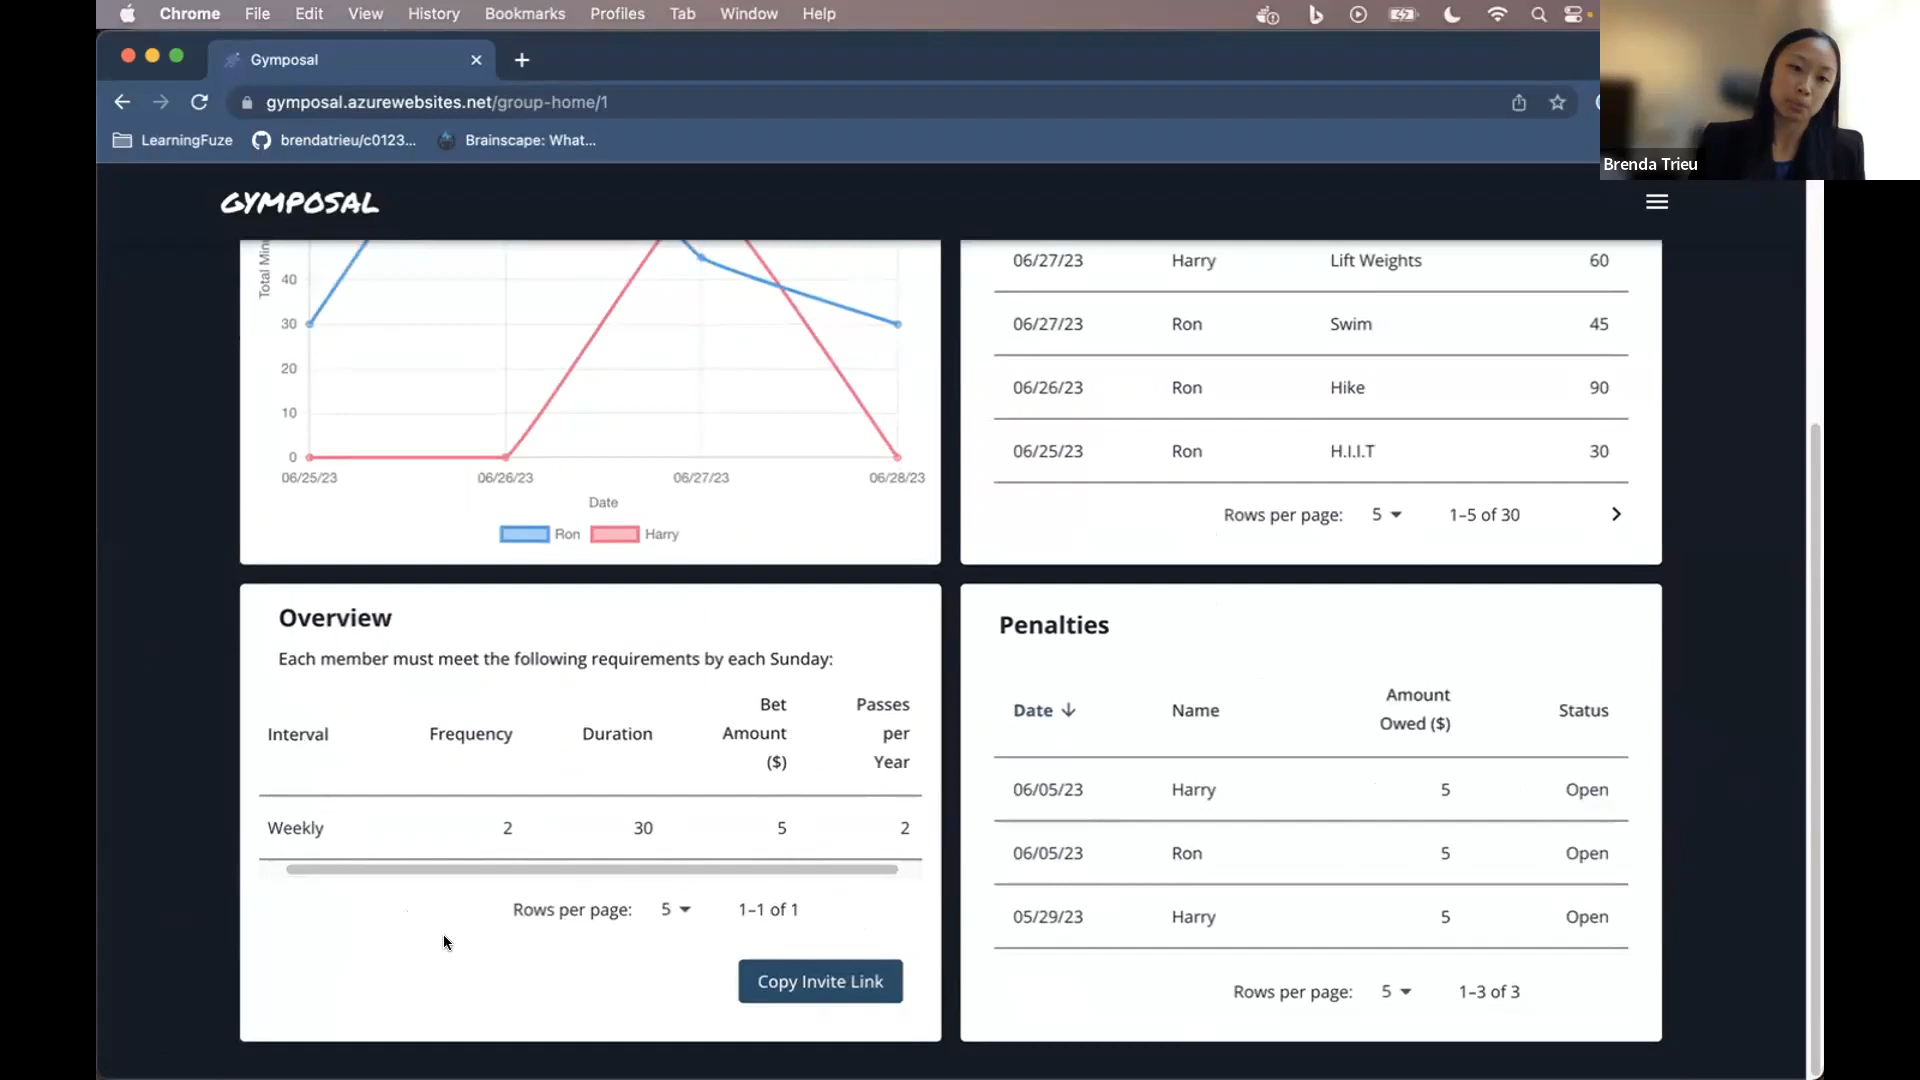 Chrome File Edit View History Bookmarks Profiles Tab Window Help
Gymposal
gymposal.azurewebsites.net/group-home/1
LearningFuze brendatrieu/c0123... Brainscape: What...
Brenda Trieu
GYMPOSAL
Total Min
40
30
20
10
0
06/25/23 06/26/23 06/27/23 06/28/23
Date
Ron Harry
06/27/23 Harry Lift Weights 60
06/27/23 Ron Swim 45
06/26/23 Ron Hike 90
06/25/23 Ron H.I.I.T 30
Rows per page: 5 1–5 of 30
Overview
Each member must meet the following requirements by each Sunday:
Interval Frequency Duration Bet Amount ($) Passes per Year
Weekly 2 30 5 2
Rows per page: 5 1–1 of 1
Copy Invite Link
Penalties
Date Name Amount Owed ($) Status
06/05/23 Harry 5 Open
06/05/23 Ron 5 Open
05/29/23 Harry 5 Open
Rows per page: 5 1–3 of 3